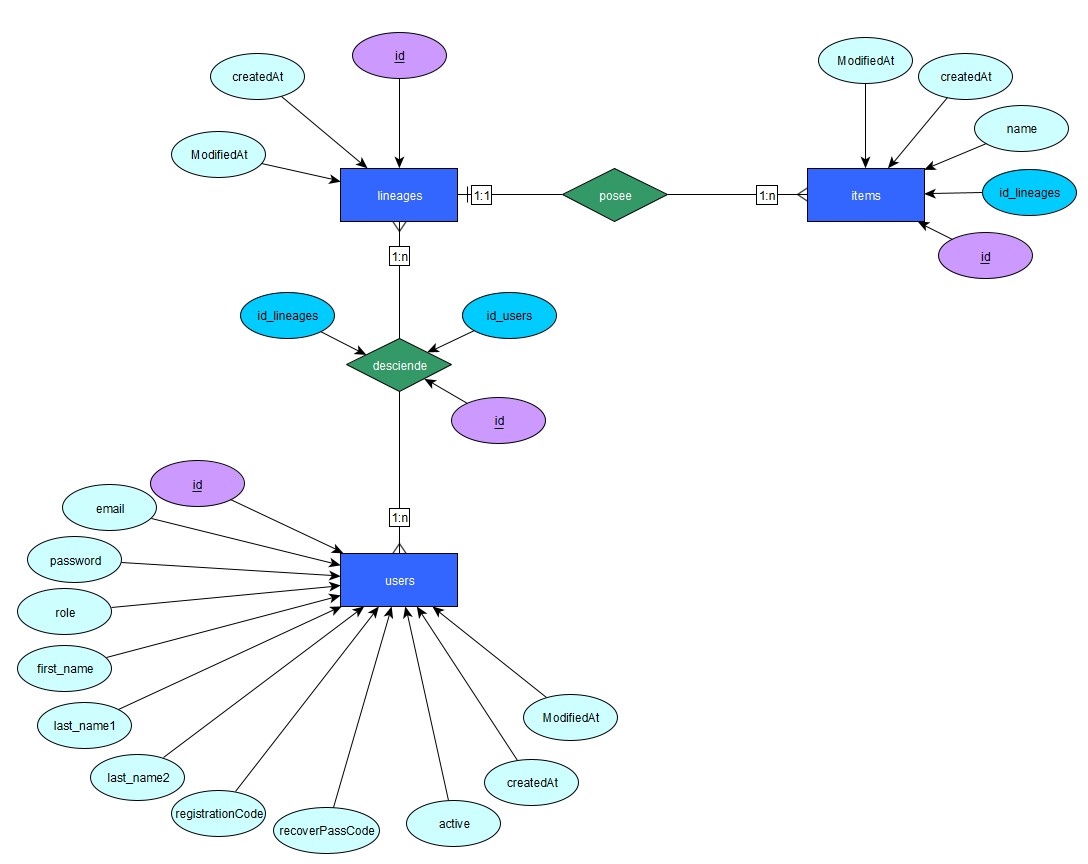 id
createdAt
ModifiedAt
lineages
1:1
posee
1:n
items
ModifiedAt
createdAt
name
id_lineages
id
1:n
id_lineages
id_users
desciende
id
1:n
users
id
email
password
role
first_name
last_name1
last_name2
registrationCode
recoverPassCode
active
createdAt
ModifiedAt